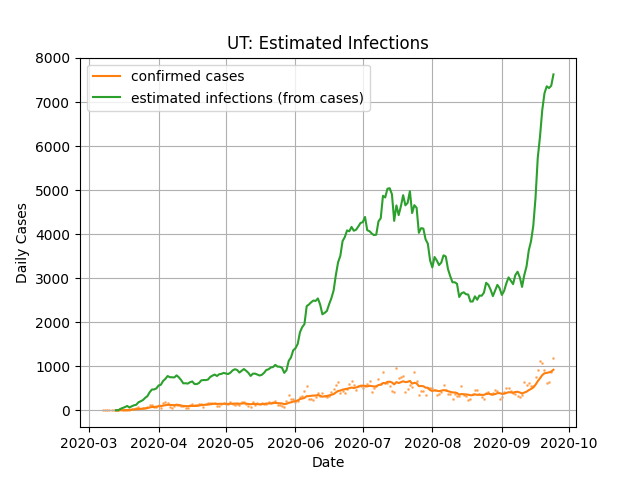 UT: Estimated Infections
confirmed cases
estimated infections (from cases)
8000
7000
6000
5000
4000
3000
2000
1000
0
Daily Cases
2020-03 2020-04 2020-05 2020-06 2020-07 2020-08 2020-09 2020-10
Date